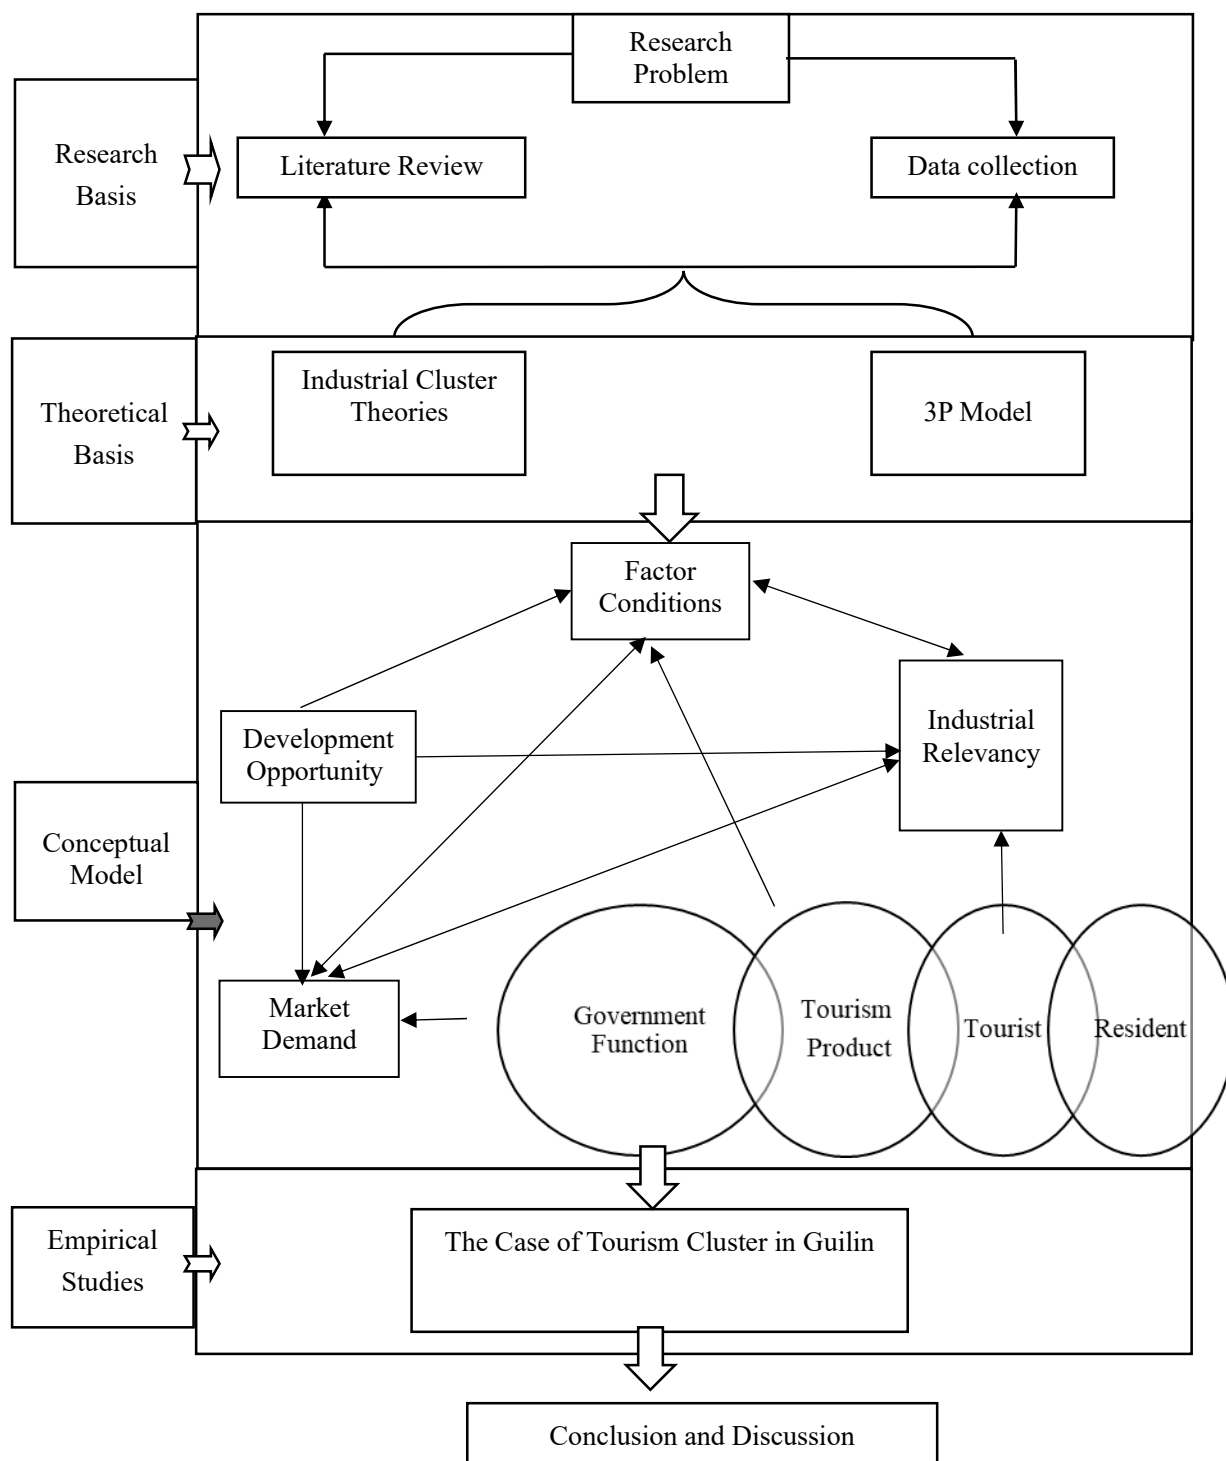 Research
Problem
Research
Basis
Literature Review
Data collection
Theoretical
Basis
Industrial Cluster
Theories
3P Model
Factor
Conditions
Development
Opportunity
Industrial
Relevancy
Conceptual
Model
Market
Demand
Government
Function
Tourism
Product
Tourist
Resident
Empirical
Studies
The Case of Tourism Cluster in Guilin
Conclusion and Discussion